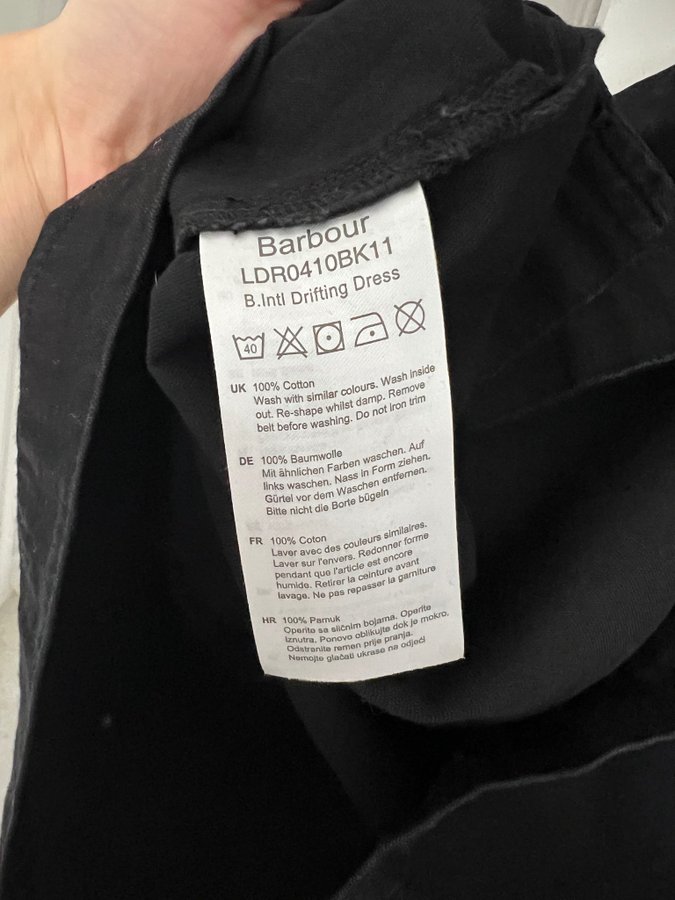 Barbour
LDR0410BK11
B.Intl Drifting Dress
40
UK 100% Cotton
Wash with similar colours. Wash inside
out. Re-shape whilst damp. Remove
belt before washing. Do not iron trim
DE 100% Baumwolle
Mit ähnlichen Farben waschen. Auf
links waschen. Nass in Form ziehen.
Gürtel vor dem Waschen entfernen.
Bitte nicht die Borte bügeln
FR 100% Coton
Laver avec des couleurs similaires.
Laver sur l'envers. Redonner forme
pendant que l'article est encore
humide. Retirer la ceinture avant
lavage. Ne pas repasser la garniture
HR 100% Pamuk
Operite sa sličnim bojama. Operite
Iznutra. Ponovo oblikujte dok je mokro.
Odstranite remen prije pranja.
Nemojte glačati ukrase na odjeći